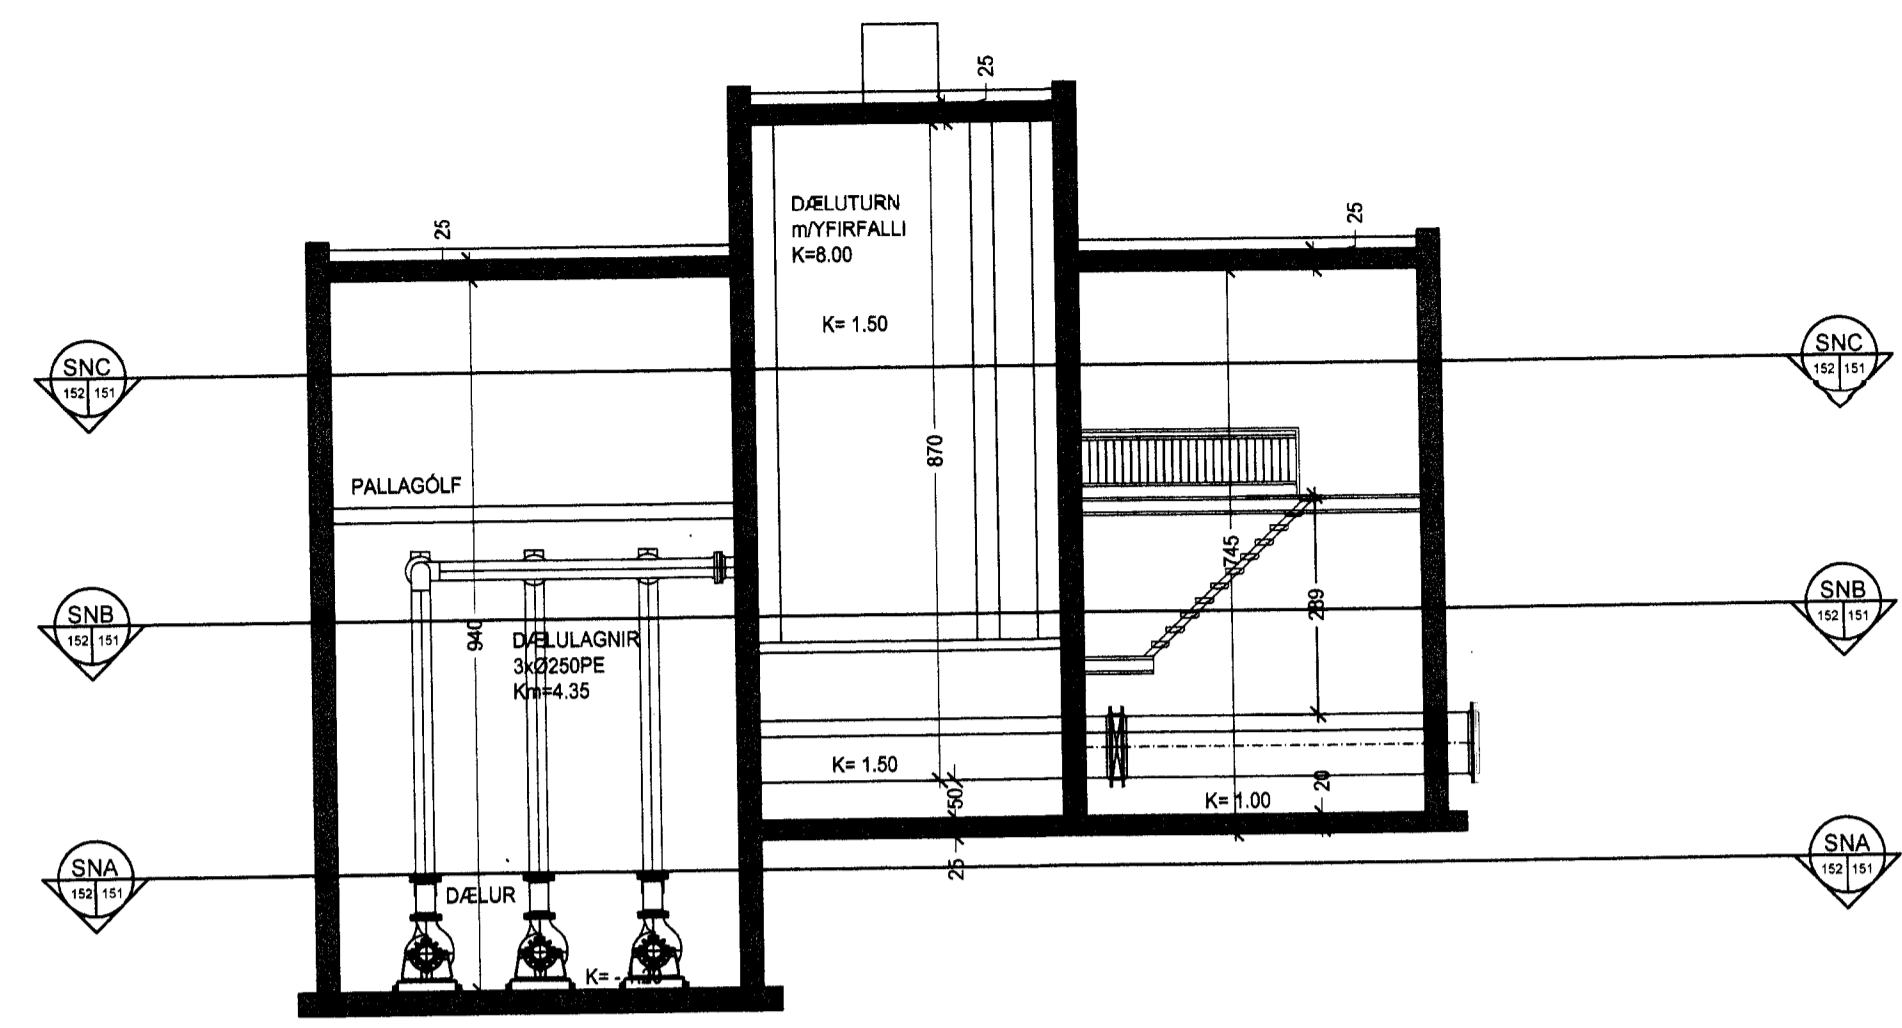 25
25
25
DÆLUTURN
m/YFIRFALLI
K=8.00
K= 1.50
SNC
152 151
SNC
152 151
870
PALLAGÓLF
745
289
SNB
152 151
SNB
152 151
940
DÆLULAGNIR
3xØ250PE
Km=4.35
K= 1.50
50
K= 1.00
20
25
SNA
152 151
SNA
152 151
DÆLUR
K= -